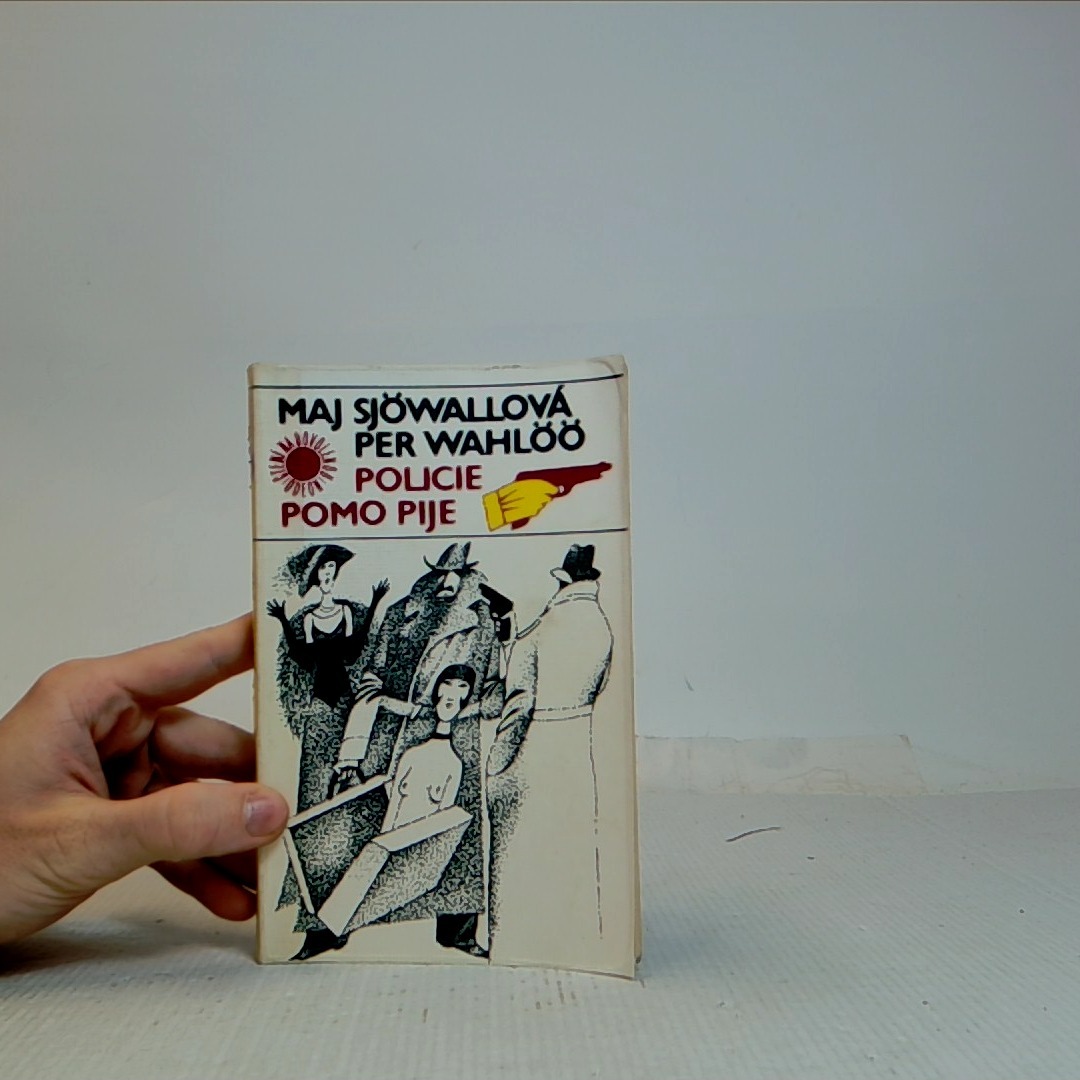 MAJ SJÖWALLOVÁ
PER WAHLÖÖ
POLICIE
POMO PIJE